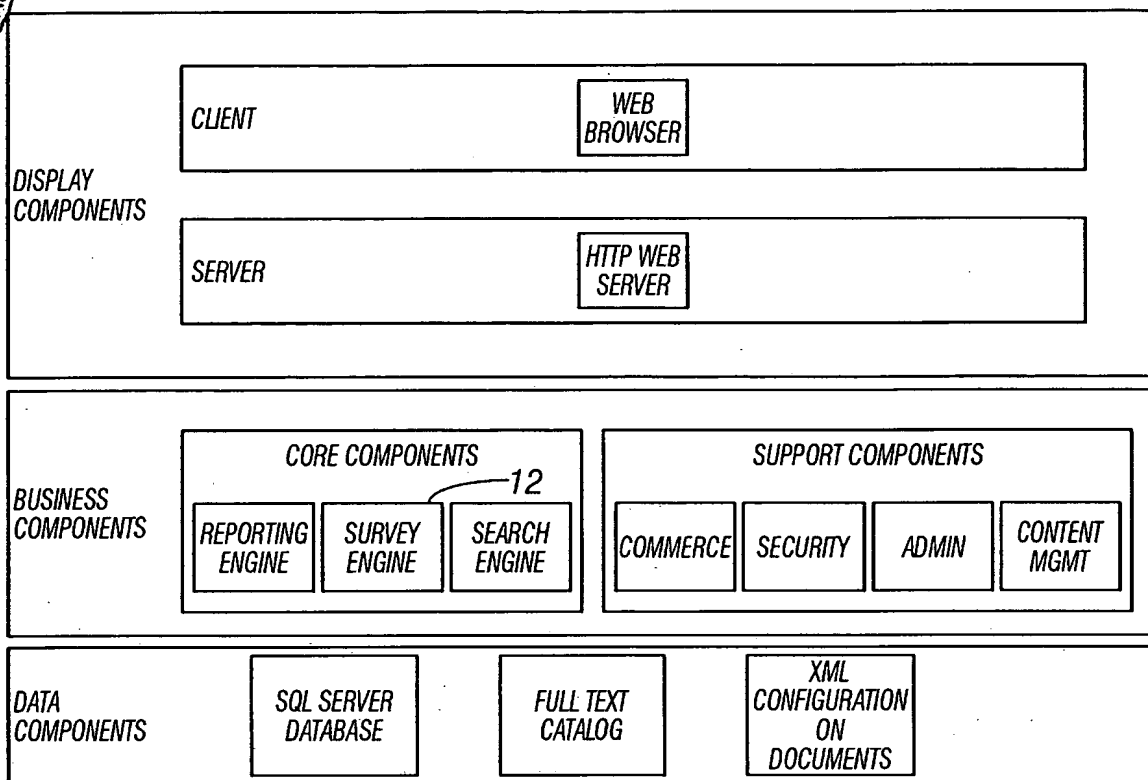 DISPLAY
COMPONENTS
CLIENT
WEB
BROWSER
SERVER
HTTP WEB
SERVER
BUSINESS
COMPONENTS
CORE COMPONENTS
12
REPORTING
ENGINE
SURVEY
ENGINE
SEARCH
ENGINE
SUPPORT COMPONENTS
COMMERCE
SECURITY
ADMIN
CONTENT
MGMT
DATA
COMPONENTS
SQL SERVER
DATABASE
FULL TEXT
CATALOG
XML
CONFIGURATION
ON
DOCUMENTS